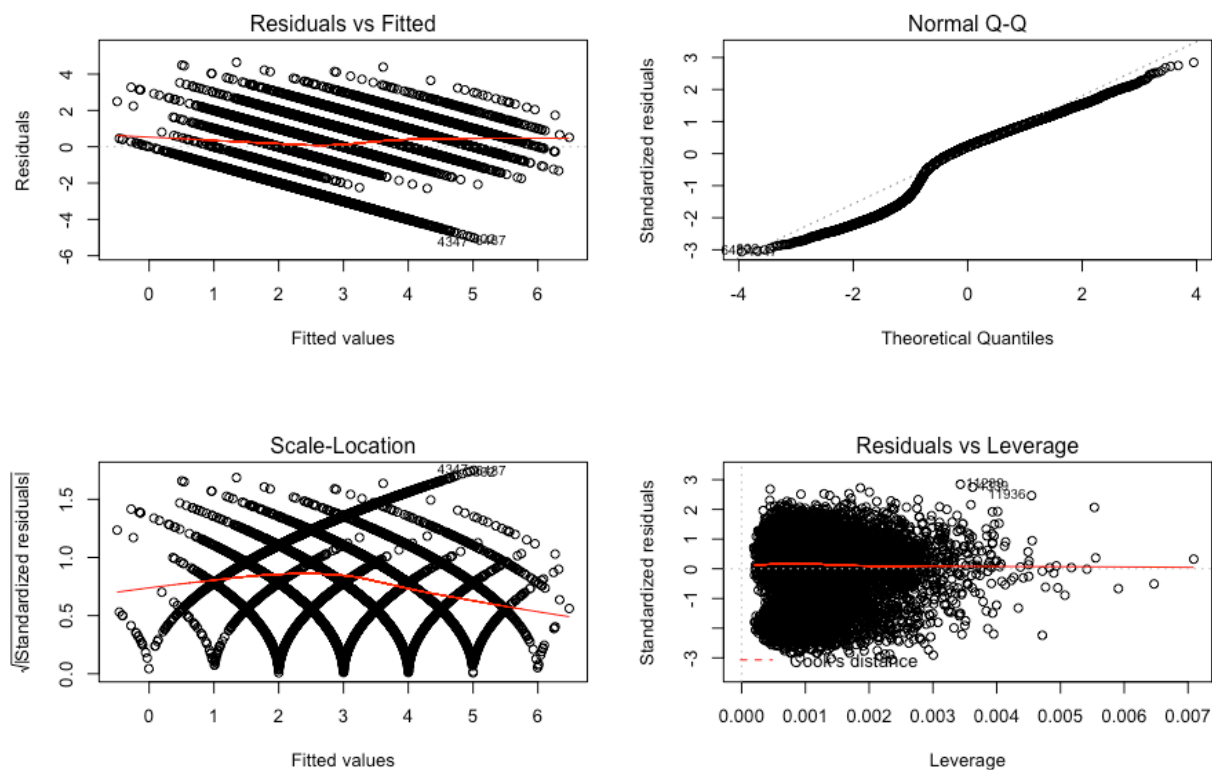 Residuals vs Fitted
Residuals
4
2
0
-2
-4
-6
4347
0 1 2 3 4 5 6
Fitted values
Normal Q-Q
Standardized residuals
3
2
1
0
-1
-2
-3
-4 -2 0 2 4
Theoretical Quantiles
Scale-Location
√|Standardized residuals|
1.5
1.0
0.5
0.0
4347
0 1 2 3 4 5 6
Fitted values
Residuals vs Leverage
Standardized residuals
3
2
1
0
-1
-3
11936
Cook's distance
0.000 0.001 0.002 0.003 0.004 0.005 0.006 0.007
Leverage